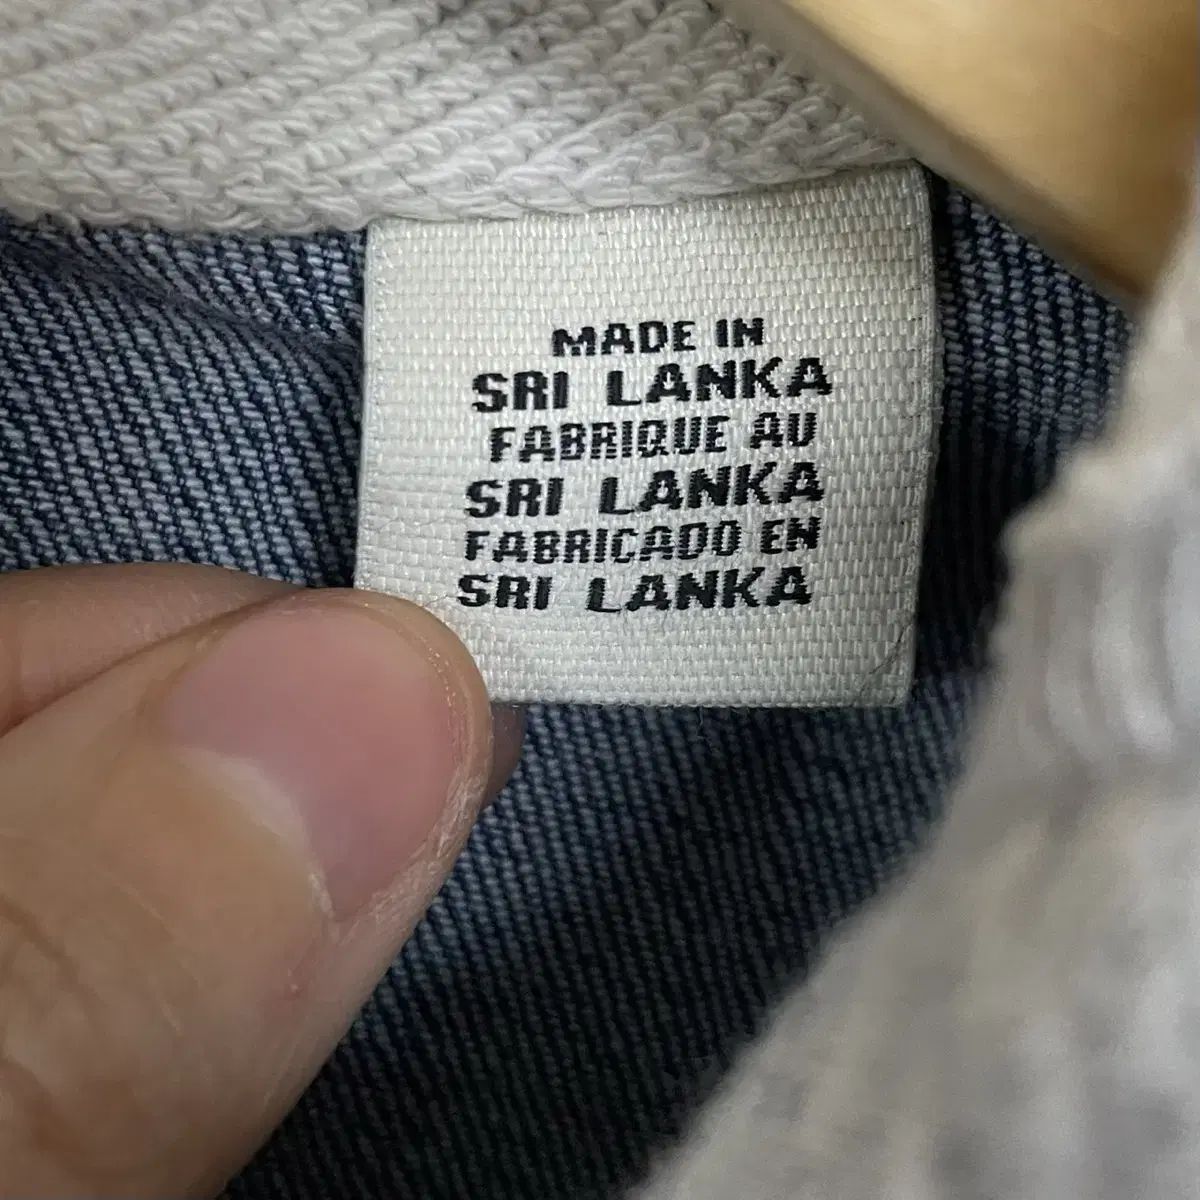 MADE IN
SRI LANKA
FABRIQUE AU
SRI LANKA
FABRICADO EN
SRI LANKA